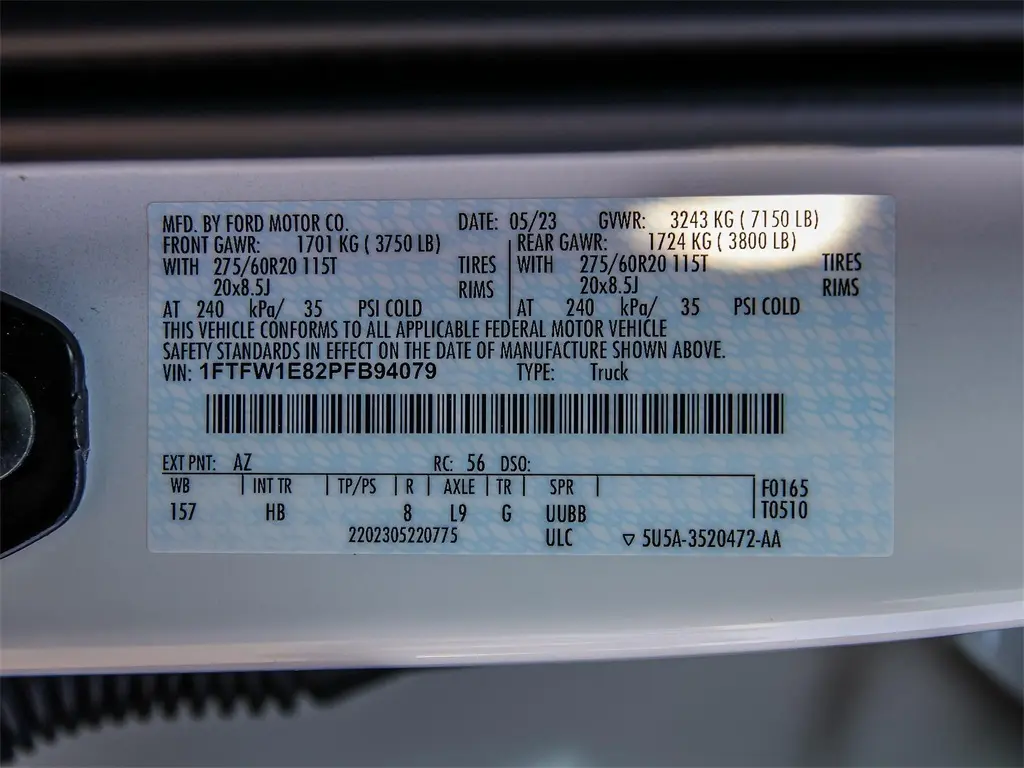 MFD. BY FORD MOTOR CO. DATE: 05/23 GVWR: 3243 KG ( 7150 LB)
FRONT GAWR: 1701 KG ( 3750 LB) REAR GAWR: 1724 KG ( 3800 LB)
WITH 275/60R20 115T TIRES WITH 275/60R20 115T TIRES
20x8.5J RIMS 20x8.5J RIMS
AT 240 kPa/ 35 PSI COLD AT 240 kPa/ 35 PSI COLD
THIS VEHICLE CONFORMS TO ALL APPLICABLE FEDERAL MOTOR VEHICLE
SAFETY STANDARDS IN EFFECT ON THE DATE OF MANUFACTURE SHOWN ABOVE.
VIN: 1FTFW1E82PFB94079 TYPE: Truck
EXT PNT: AZ RC: 56 DSO:
WB INT TR TP/PS R AXLE TR SPR F0165
157 HB 8 L9 G UUBB T0510
2202305220775 ULC ▽ 5U5A-3520472-AA